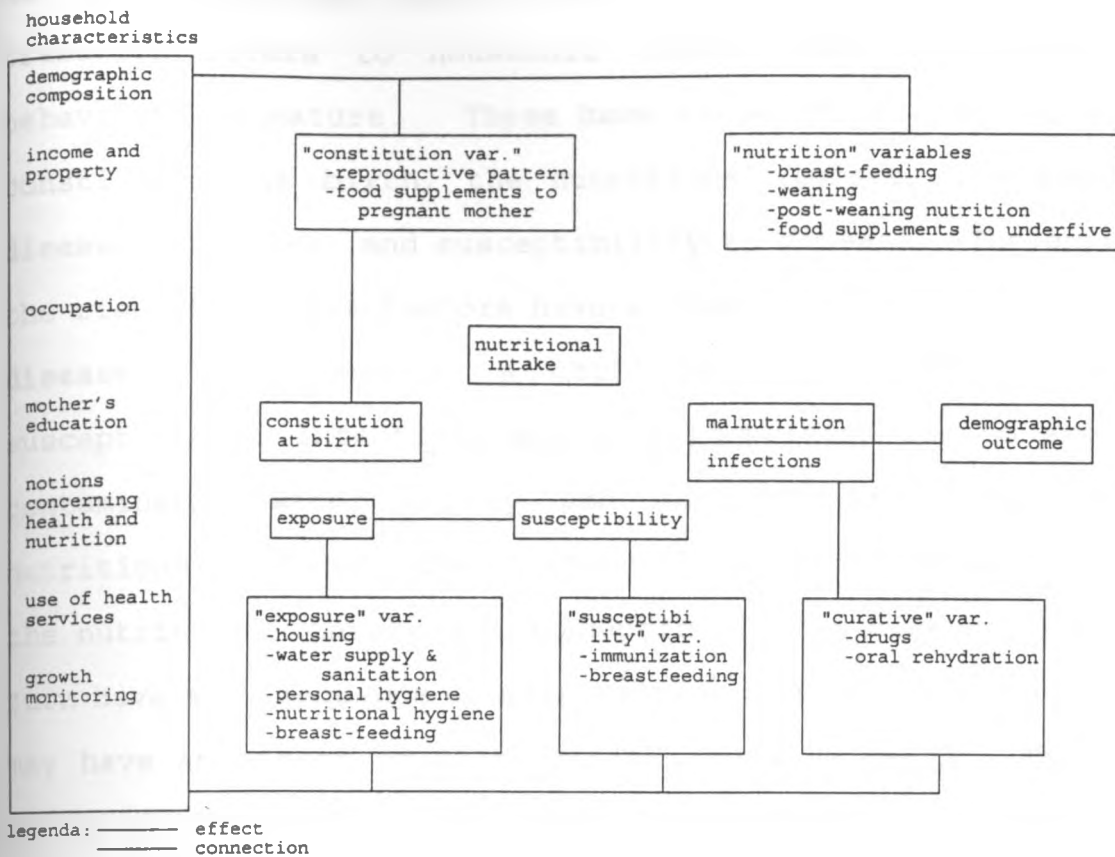 household
characteristics
demographic
composition
income and
property
occupation
mother's
education
notions
concerning
health and
nutrition
use of health
services
growth
monitoring
"constitution var."
-reproductive pattern
-food supplements to
pregnant mother
"nutrition" variables
-breast-feeding
-weaning
-post-weaning nutrition
-food supplements to underfive
nutritional
intake
constitution
at birth
malnutrition
infections
demographic
outcome
exposure
susceptibility
"exposure" var.
-housing
-water supply &
sanitation
-personal hygiene
-nutritional hygiene
-breast-feeding
"susceptibi
lity" var.
-immunization
-breastfeeding
"curative" var.
-drugs
-oral rehydration
legenda: ——— effect
——— connection